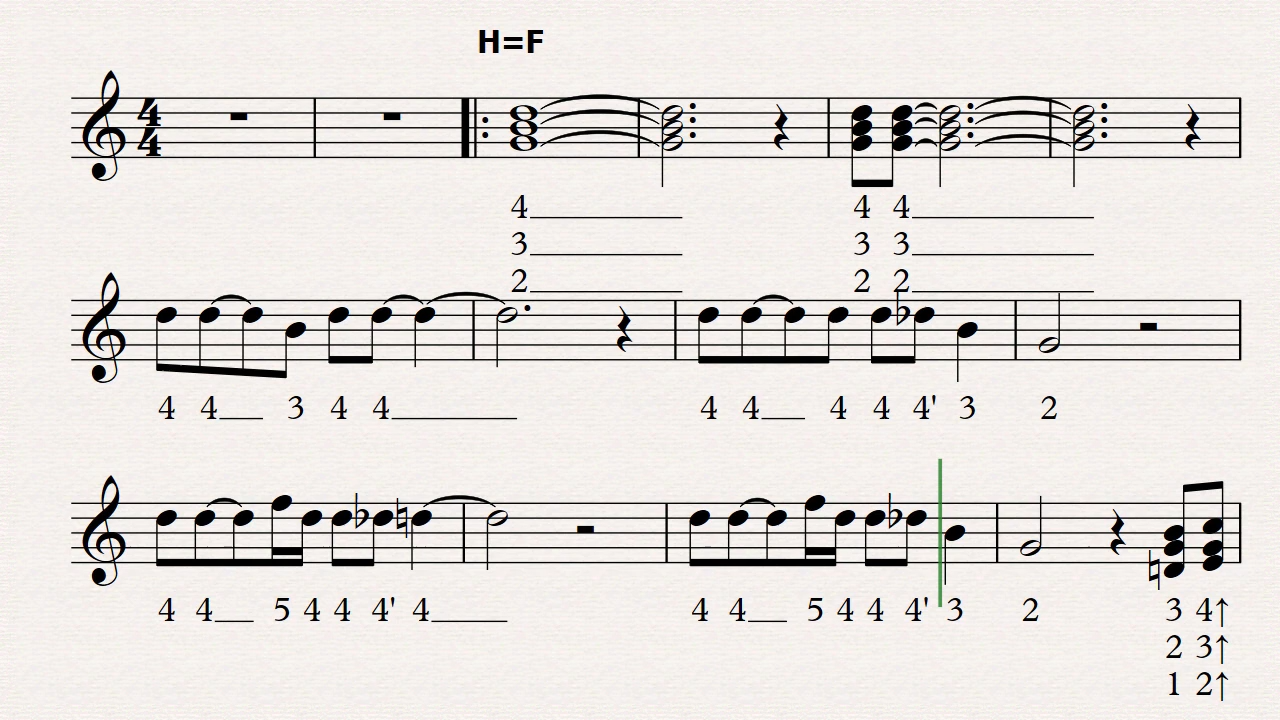 H=F
4
4
4 4 4
3 3 3
2 2 2
4 4 3 4 4 4 4 4 4 4' 3 2
4 4 5 4 4 4' 4 4 4 5 4 4 4' 3 2 3 4↑
2 3↑
1 2↑